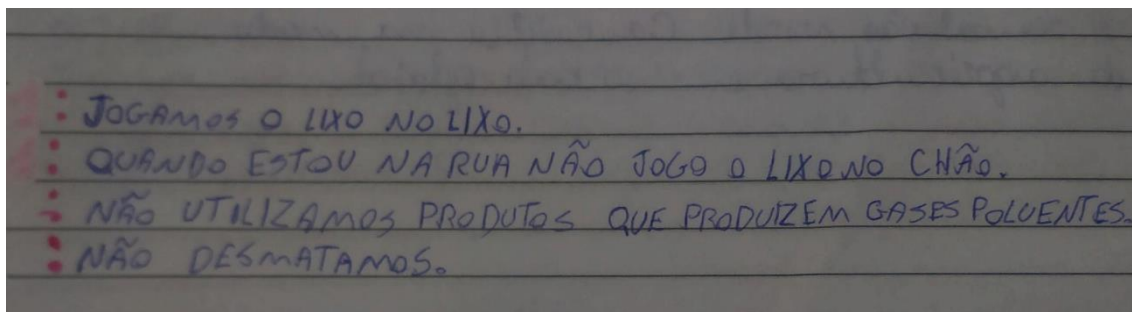 JOGAMOS O LIXO NO LIXO.
QUANDO ESTOU NA RUA NÃO JOGO O LIXO NO CHÃO.
NÃO UTILIZAMOS PRODUTOS QUE PRODUZEM GASES POLUENTES.
NÃO DESMATAMOS.